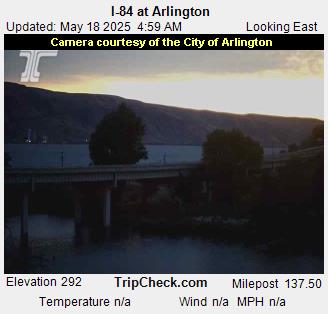 I-84 at Arlington
Updated: May 18 2025 4:59 AM Looking East
Camera courtesy of the City of Arlington
Elevation 292 TripCheck.com Milepost 137.50
Temperature n/a Wind n/a MPH n/a